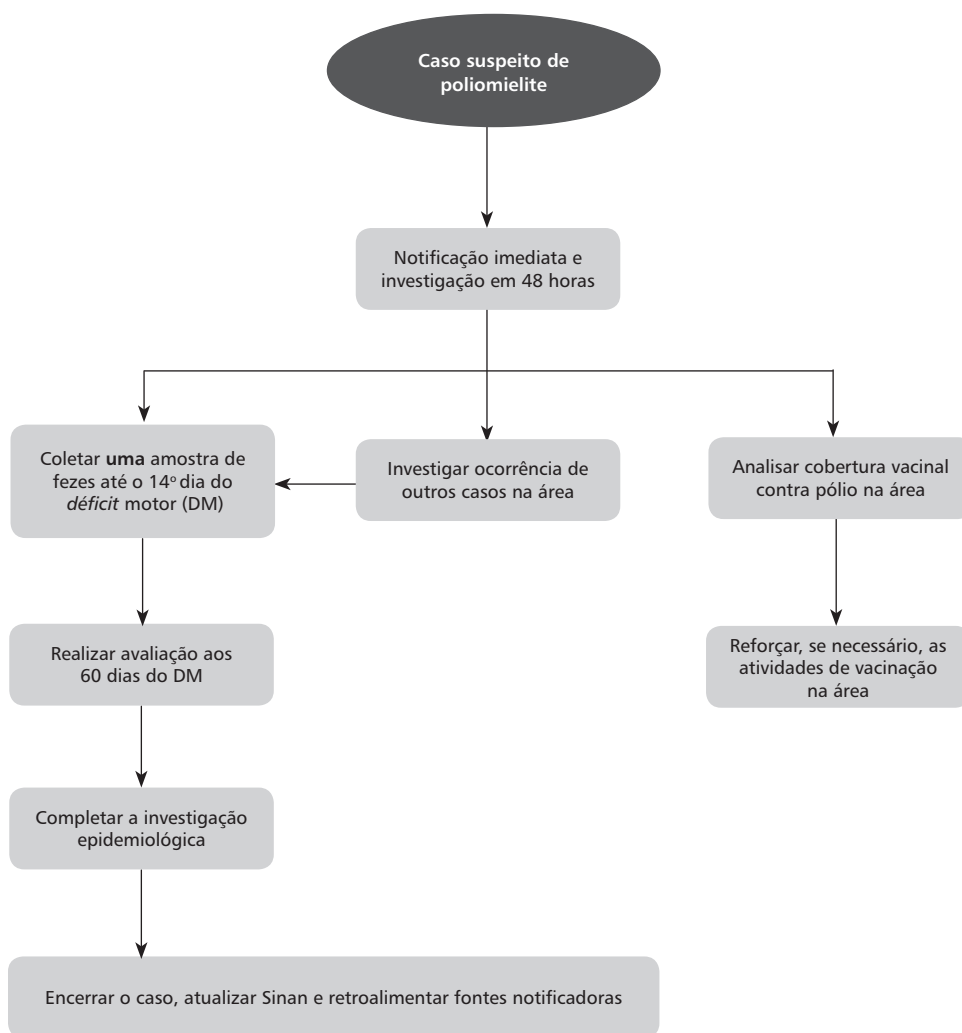 Caso suspeito de
poliomielite
Notificação imediata e
investigação em 48 horas
Coletar uma amostra de
fezes até o 14º dia do
déficit motor (DM)
Investigar ocorrência de
outros casos na área
Analisar cobertura vacinal
contra pólio na área
Realizar avaliação aos
60 dias do DM
Reforçar, se necessário, as
atividades de vacinação
na área
Completar a investigação
epidemiológica
Encerrar o caso, atualizar Sinan e retroalimentar fontes notificadoras